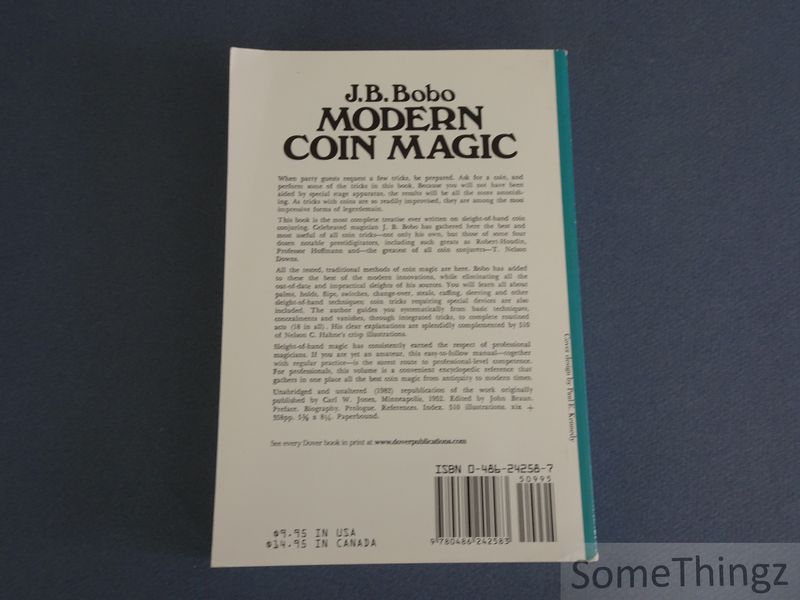 J.B. Bobo
MODERN
COIN MAGIC
When party guests request a few tricks, be prepared. Ask for a coin, and
perform some of the tricks in this book. Because you will not have been
aided by special stage apparatus, the results will be all the more astonish-
ing. As tricks with coins are so readily improvised, they are among the most
impressive forms of legerdemain.
This book is the most complete treatise ever written on sleight-of-hand coin
conjuring. Celebrated magician J. B. Bobo has gathered here the best and
most useful of all coin tricks—not only his own, but those of some four
dozen notable prestidigitators, including such greats as Robert-Houdin,
Professor Hoffmann and—the greatest of all coin conjurers—T. Nelson
Downs.
All the tested, traditional methods of coin magic are here. Bobo has added
to these the best of the modern innovations, while eliminating all the
out-of-date and impractical sleights of his sources. You will learn all about
palms, holds, flips, switches, change-over, steals, cuffing, sleeving and other
sleight-of-hand techniques; coin tricks requiring special devices are also
included. The author guides you systematically from basic techniques,
concealments and vanishes, through integrated tricks, to complete routined
acts (18 in all). His clear explanations are splendidly complemented by 510
of Nelson C. Hahne's crisp illustrations.
Sleight-of-hand magic has consistently earned the respect of professional
magicians. If you are yet an amateur, this easy-to-follow manual—together
with regular practice—is the surest route to professional-level competence.
For professionals, this volume is a convenient encyclopedic reference that
gathers in one place all the best coin magic from antiquity to modern times.
Unabridged and unaltered (1982) republication of the work originally
published by Carl W. Jones, Minneapolis, 1952. Edited by John Braun.
Preface. Biography. Prologue. References. Index. 510 illustrations. xix +
358pp. 5⅜ x 8½. Paperbound.
See every Dover book in print at www.doverpublications.com
Cover design by Paul E. Kennedy
ISBN 0-486-24258-7
50995
9 780486 242583
$9.95 IN USA
$14.95 IN CANADA
SomeThingz